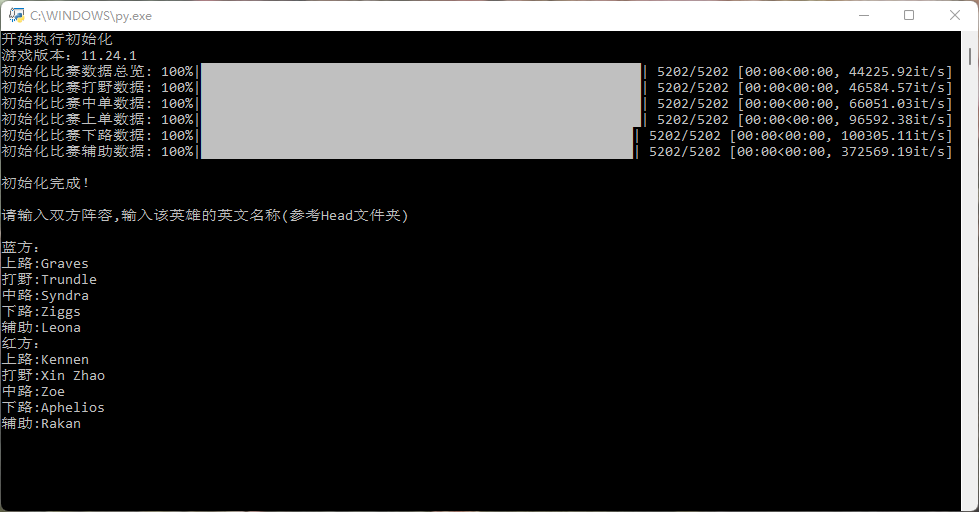 C:\WINDOWS\py.exe
开始执行初始化
游戏版本: 11.24.1
初始化比赛数据总览: 100%| | 5202/5202 [00:00<00:00, 44225.92it/s]
初始化比赛打野数据: 100%| | 5202/5202 [00:00<00:00, 46584.57it/s]
初始化比赛中单数据: 100%| | 5202/5202 [00:00<00:00, 66051.03it/s]
初始化比赛上单数据: 100%| | 5202/5202 [00:00<00:00, 96592.38it/s]
初始化比赛下路数据: 100%| | 5202/5202 [00:00<00:00, 100305.11it/s]
初始化比赛辅助数据: 100%| | 5202/5202 [00:00<00:00, 372569.19it/s]
初始化完成!
请输入双方阵容,输入该英雄的英文名称(参考Head文件夹)
蓝方:
上路:Graves
打野:Trundle
中路:Syndra
下路:Ziggs
辅助:Leona
红方:
上路:Kennen
打野:Xin Zhao
中路:Zoe
下路:Aphelios
辅助:Rakan